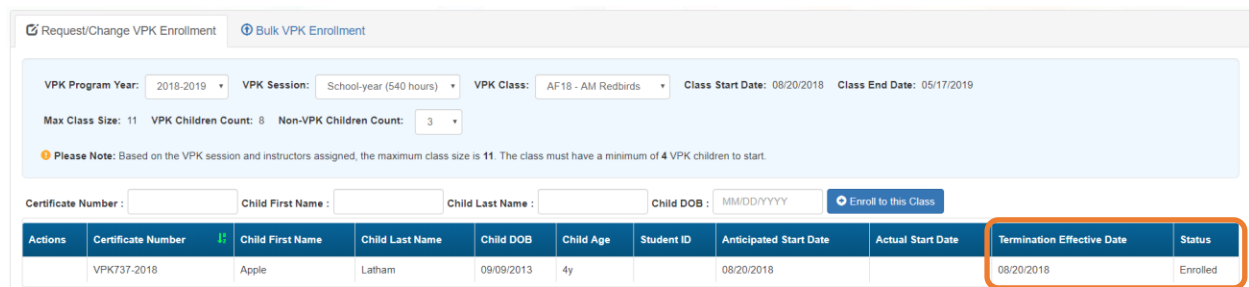 Request/Change VPK Enrollment Bulk VPK Enrollment
VPK Program Year: 2018-2019 VPK Session: School-year (540 hours) VPK Class: AF18 - AM Redbirds Class Start Date: 08/20/2018 Class End Date: 05/17/2019
Max Class Size: 11 VPK Children Count: 8 Non-VPK Children Count: 3
Please Note: Based on the VPK session and instructors assigned, the maximum class size is 11. The class must have a minimum of 4 VPK children to start.
Certificate Number : Child First Name : Child Last Name : Child DOB : MM/DD/YYYY Enroll to this Class
Actions Certificate Number Child First Name Child Last Name Child DOB Child Age Student ID Anticipated Start Date Actual Start Date Termination Effective Date Status
VPK737-2018 Apple Latham 09/09/2013 4y 08/20/2018 08/20/2018 Enrolled